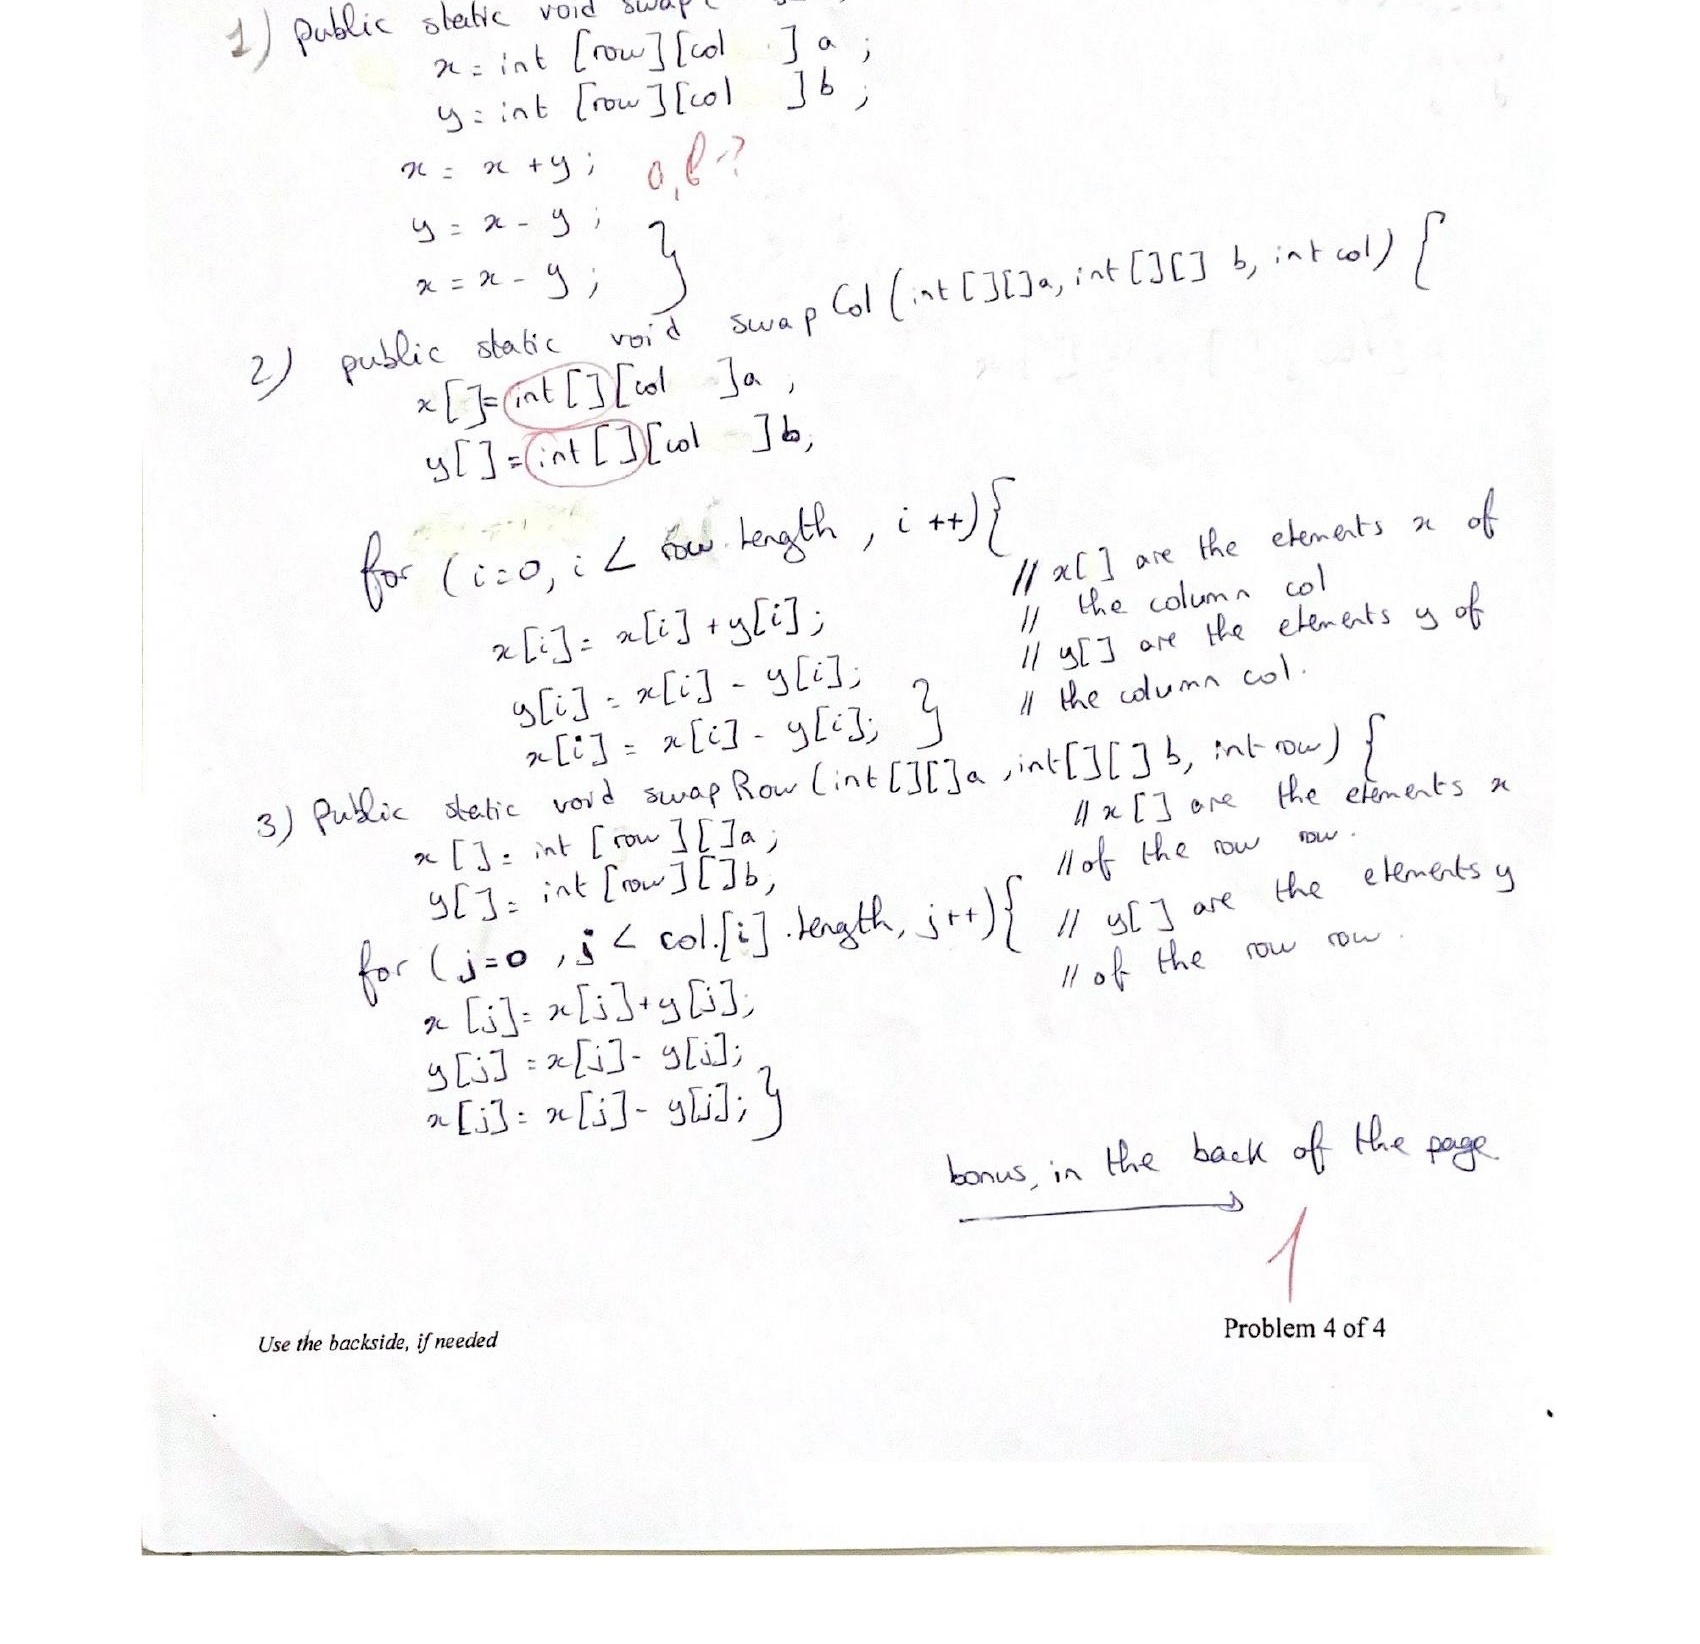 1) public static void swap(
x = int [row][col ] a ;
y = int [row][col ] b ;
x = x + y ; a, b ?
y = x - y ;
x = x - y ; }
2) public static void swap Col (int [][]a, int [][] b, int col) {
x[]= int [][col ]a ,
y[] = int [][col ]b,
for (i=0, i < row.length , i ++) {
// x[] are the elements x of
// the column col
x[i] = x[i] + y[i];
// y[] are the elements y of
y[i] = x[i] - y[i];
// the column col.
x[i] = x[i] - y[i]; }
3) Public static void swap Row (int [][]a , int[][] b, int row) {
// x[] are the elements x
x[] = int [row][]a ;
// of the row row .
y[] = int [row][]b,
// y[] are the elements y
for (j=0 , j < col.[i].length, j++) {
// of the row row .
x [j]= x[j]+y[j];
y[j] = x[j]- y[j];
x[j]= x[j]- y[j]; }
bonus, in the back of the page.
1
Use the backside, if needed
Problem 4 of 4